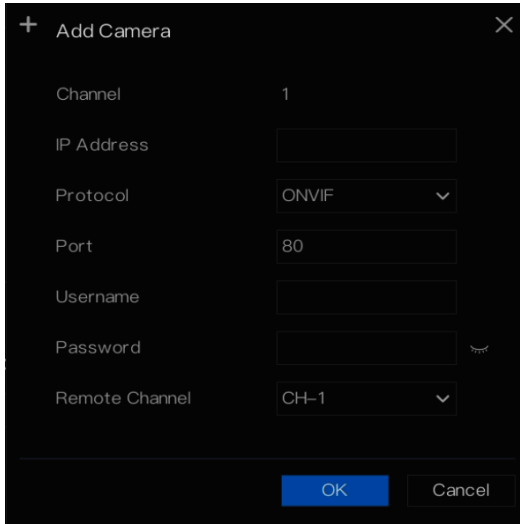 + Add Camera ×
Channel 1
IP Address
Protocol ONVIF
Port 80
Username
Password
Remote Channel CH-1
OK Cancel